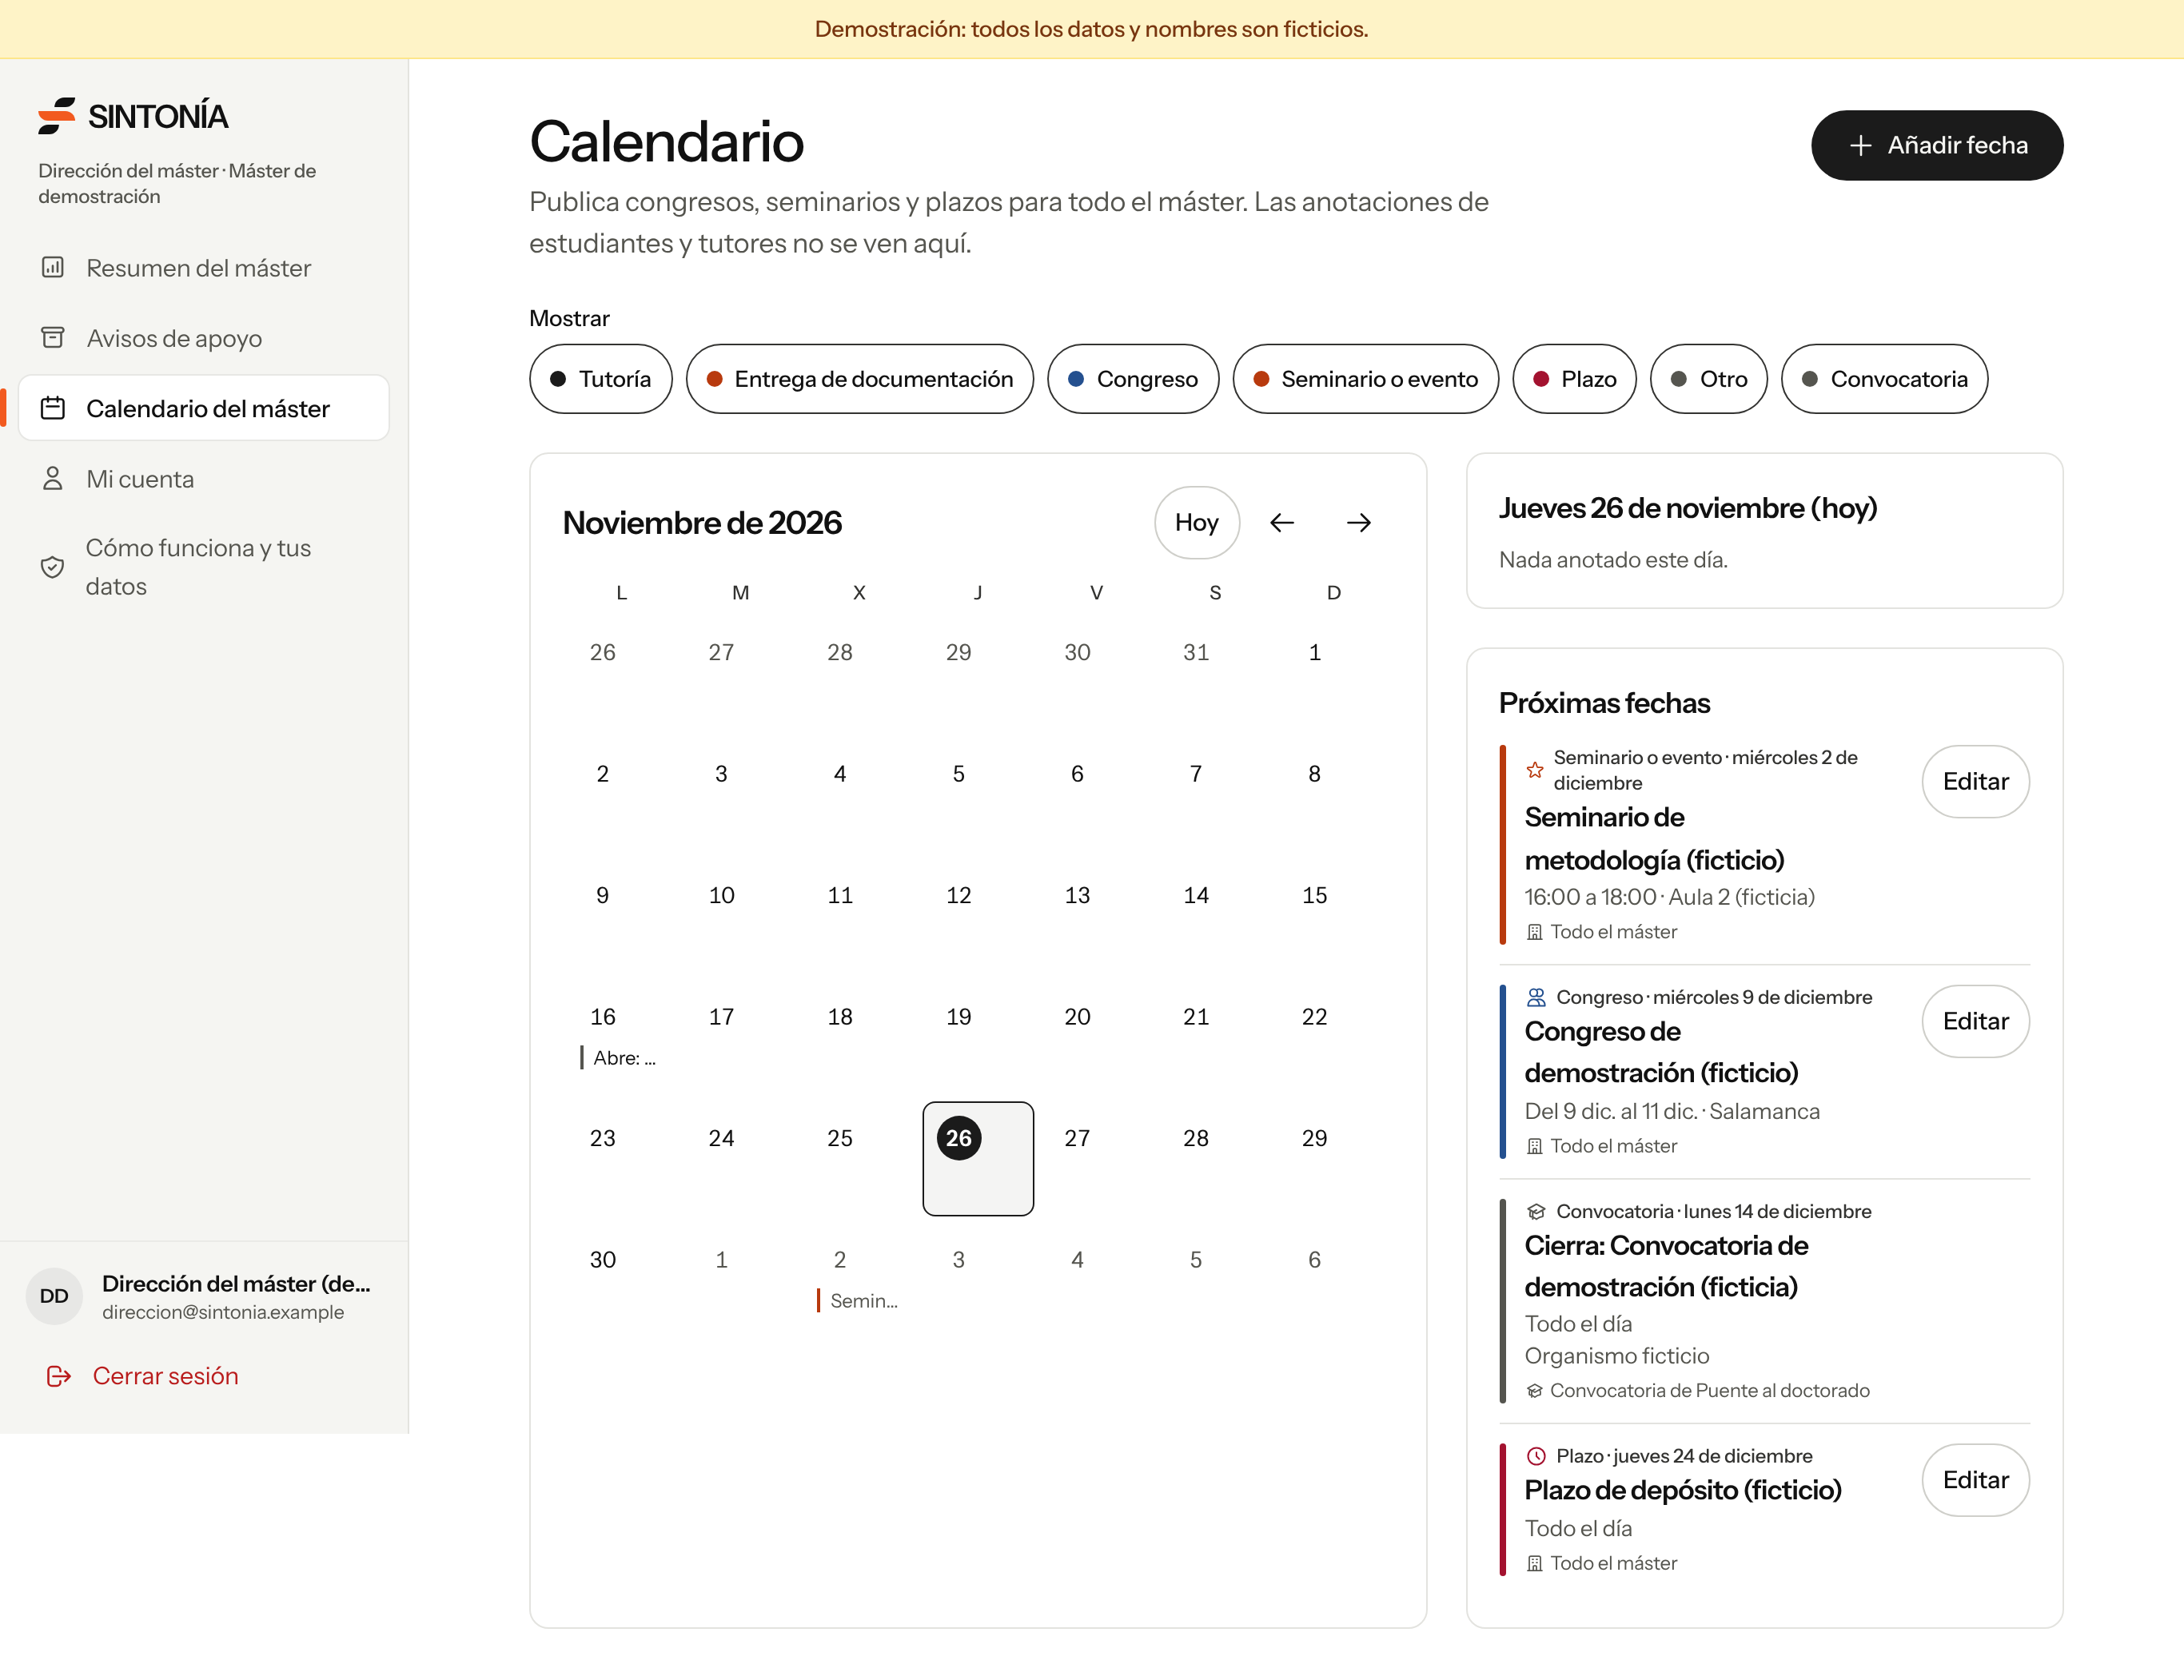 Demostración: todos los datos y nombres son ficticios.
SINTONÍA
Dirección del máster · Máster de
demostración
Resumen del máster
Avisos de apoyo
Calendario del máster
Mi cuenta
Cómo funciona y tus
datos
DD
Dirección del máster (de...
direccion@sintonia.example
Cerrar sesión
Calendario
Añadir fecha
Publica congresos, seminarios y plazos para todo el máster. Las anotaciones de
estudiantes y tutores no se ven aquí.
Mostrar
Tutoría Entrega de documentación Congreso Seminario o evento Plazo Otro Convocatoria
Noviembre de 2026
Hoy
L M X J V S D
26 27 28 29 30 31 1
2 3 4 5 6 7 8
9 10 11 12 13 14 15
16 17 18 19 20 21 22
Abre: ...
23 24 25 26 27 28 29
30 1 2 3 4 5 6
Semin...
Jueves 26 de noviembre (hoy)
Nada anotado este día.
Próximas fechas
Seminario o evento · miércoles 2 de
diciembre
Editar
Seminario de
metodología (ficticio)
16:00 a 18:00 · Aula 2 (ficticia)
Todo el máster
Congreso · miércoles 9 de diciembre
Editar
Congreso de
demostración (ficticio)
Del 9 dic. al 11 dic. · Salamanca
Todo el máster
Convocatoria · lunes 14 de diciembre
Cierra: Convocatoria de
demostración (ficticia)
Todo el día
Organismo ficticio
Convocatoria de Puente al doctorado
Plazo · jueves 24 de diciembre
Editar
Plazo de depósito (ficticio)
Todo el día
Todo el máster